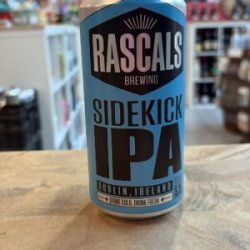 RASCALS
BREWING
SIDEKICK
IPA
DUBLIN, IRELAND
STORE COLD, DRINK FRESH